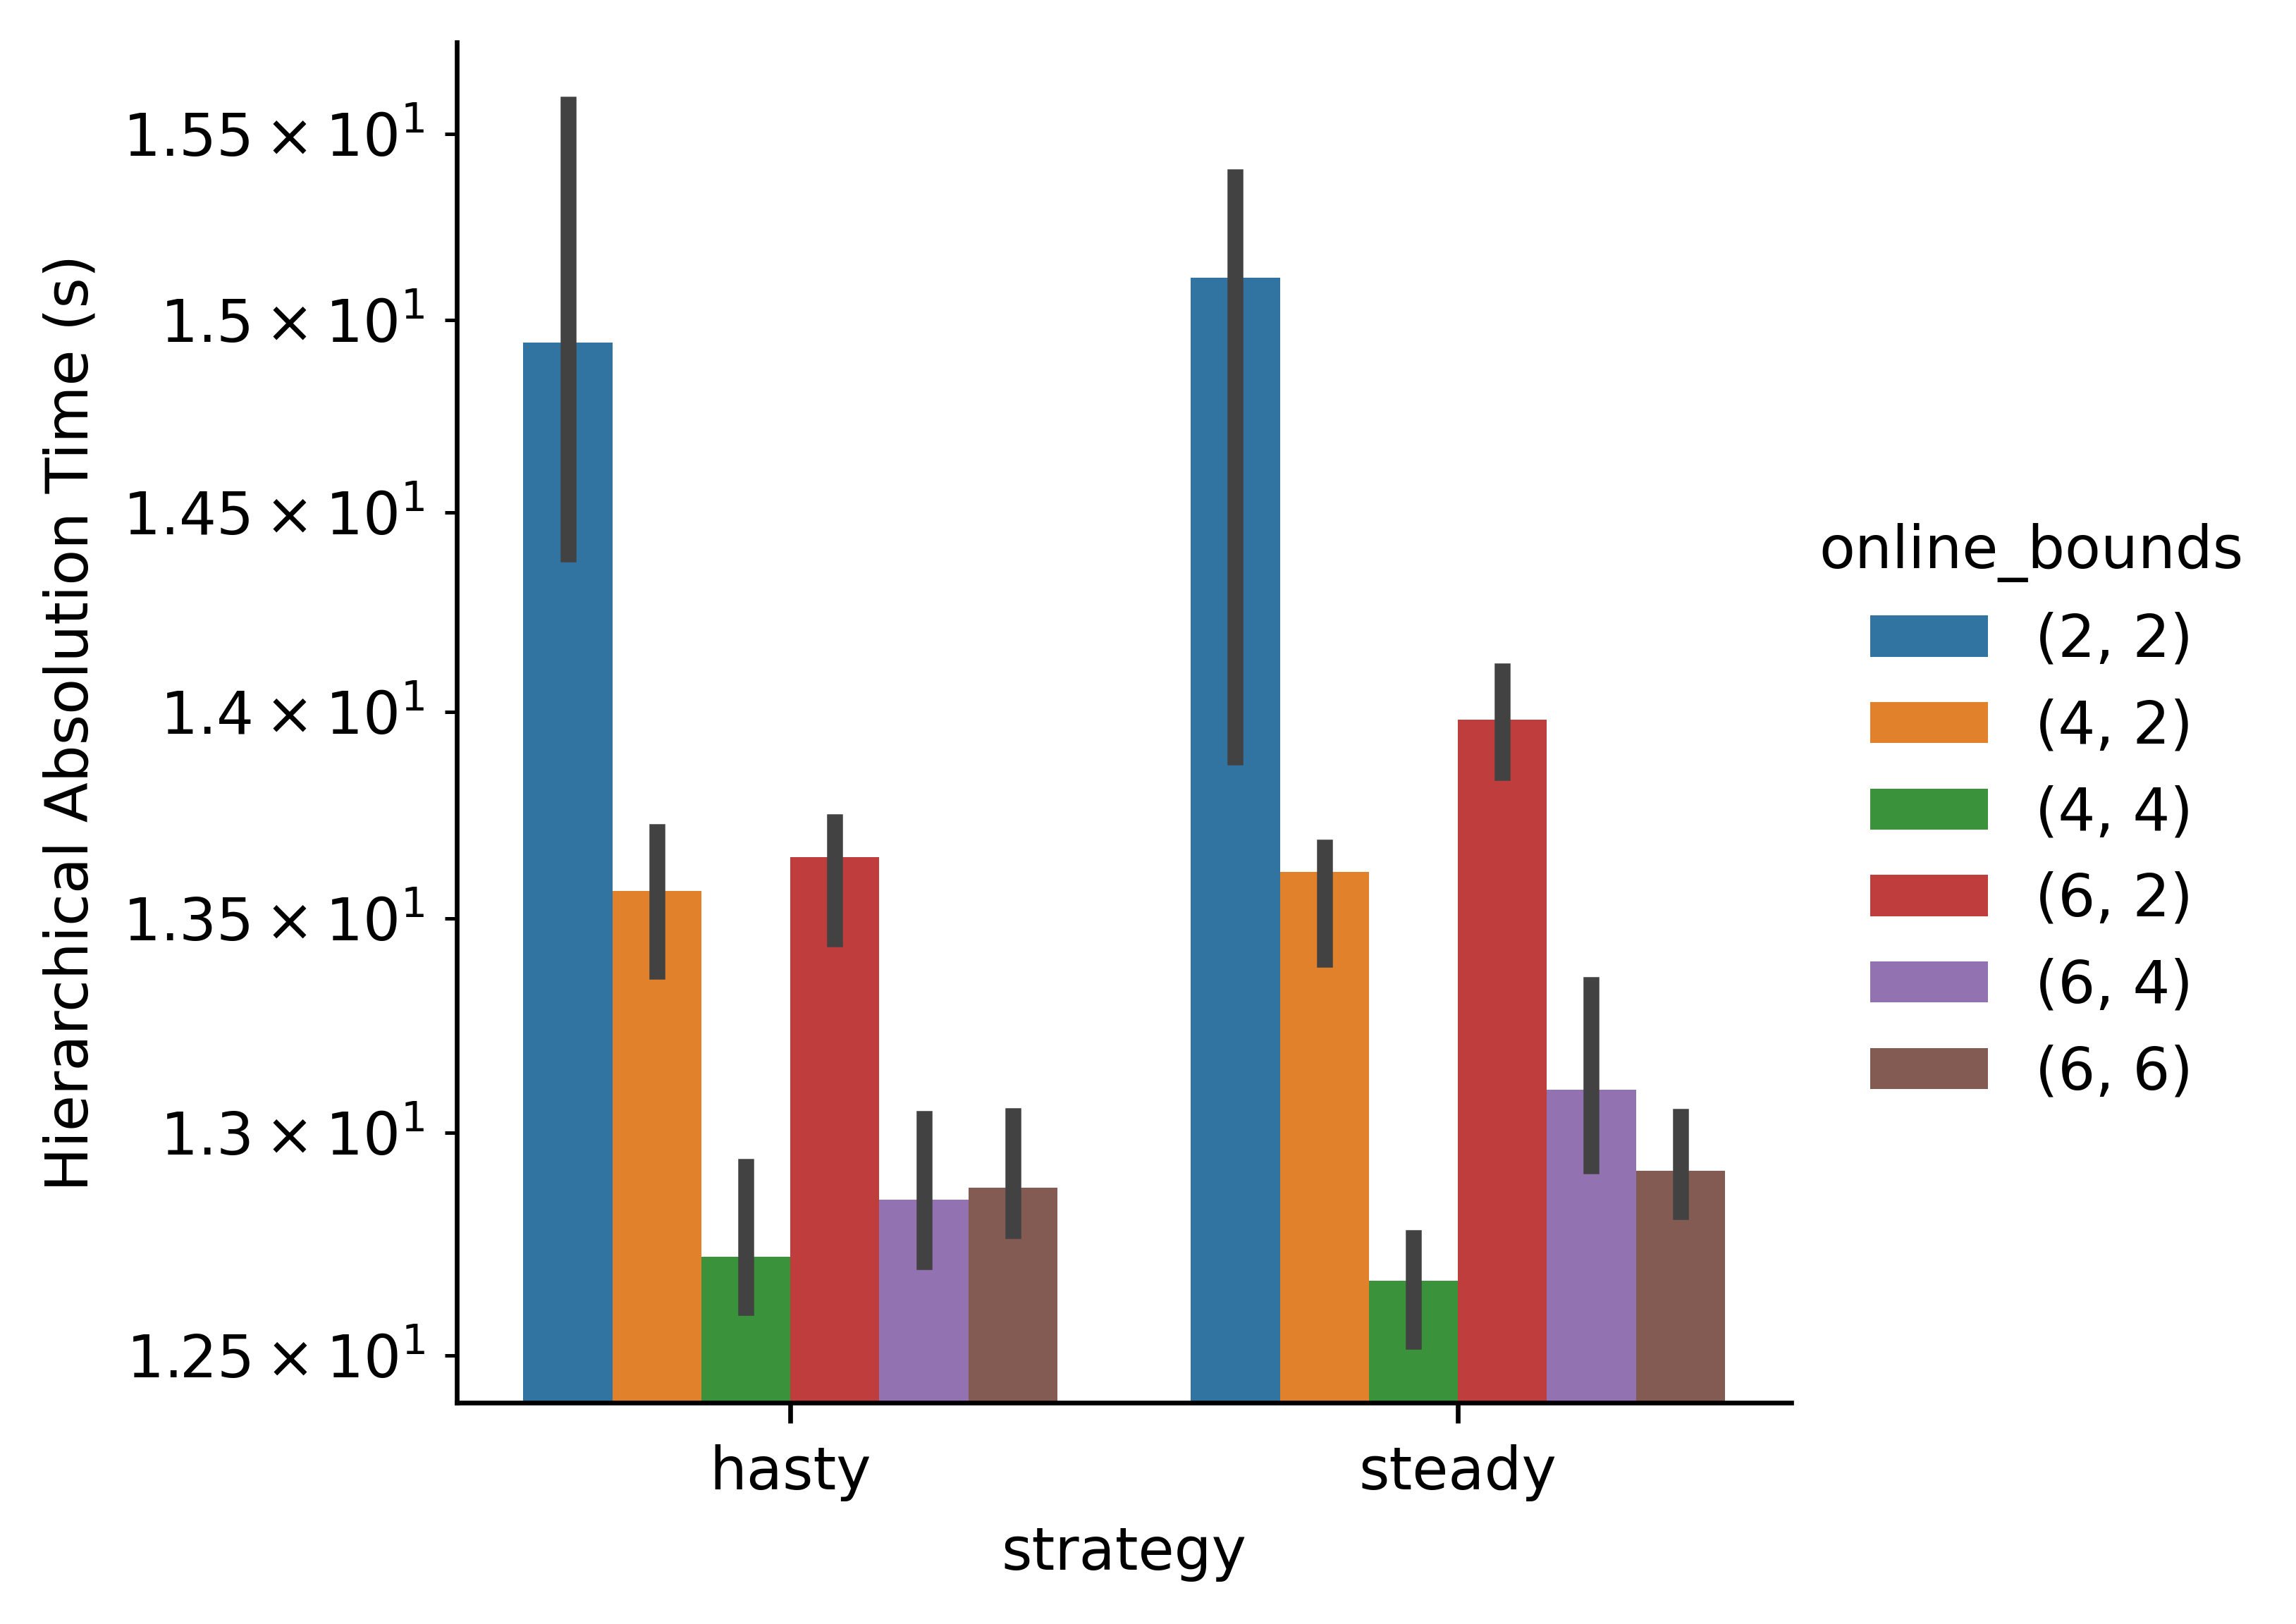 Hierarchical Absolution Time (s)
1.55 × 10¹
1.5 × 10¹
1.45 × 10¹
1.4 × 10¹
1.35 × 10¹
1.3 × 10¹
1.25 × 10¹
hasty
steady
strategy
online_bounds
(2, 2)
(4, 2)
(4, 4)
(6, 2)
(6, 4)
(6, 6)